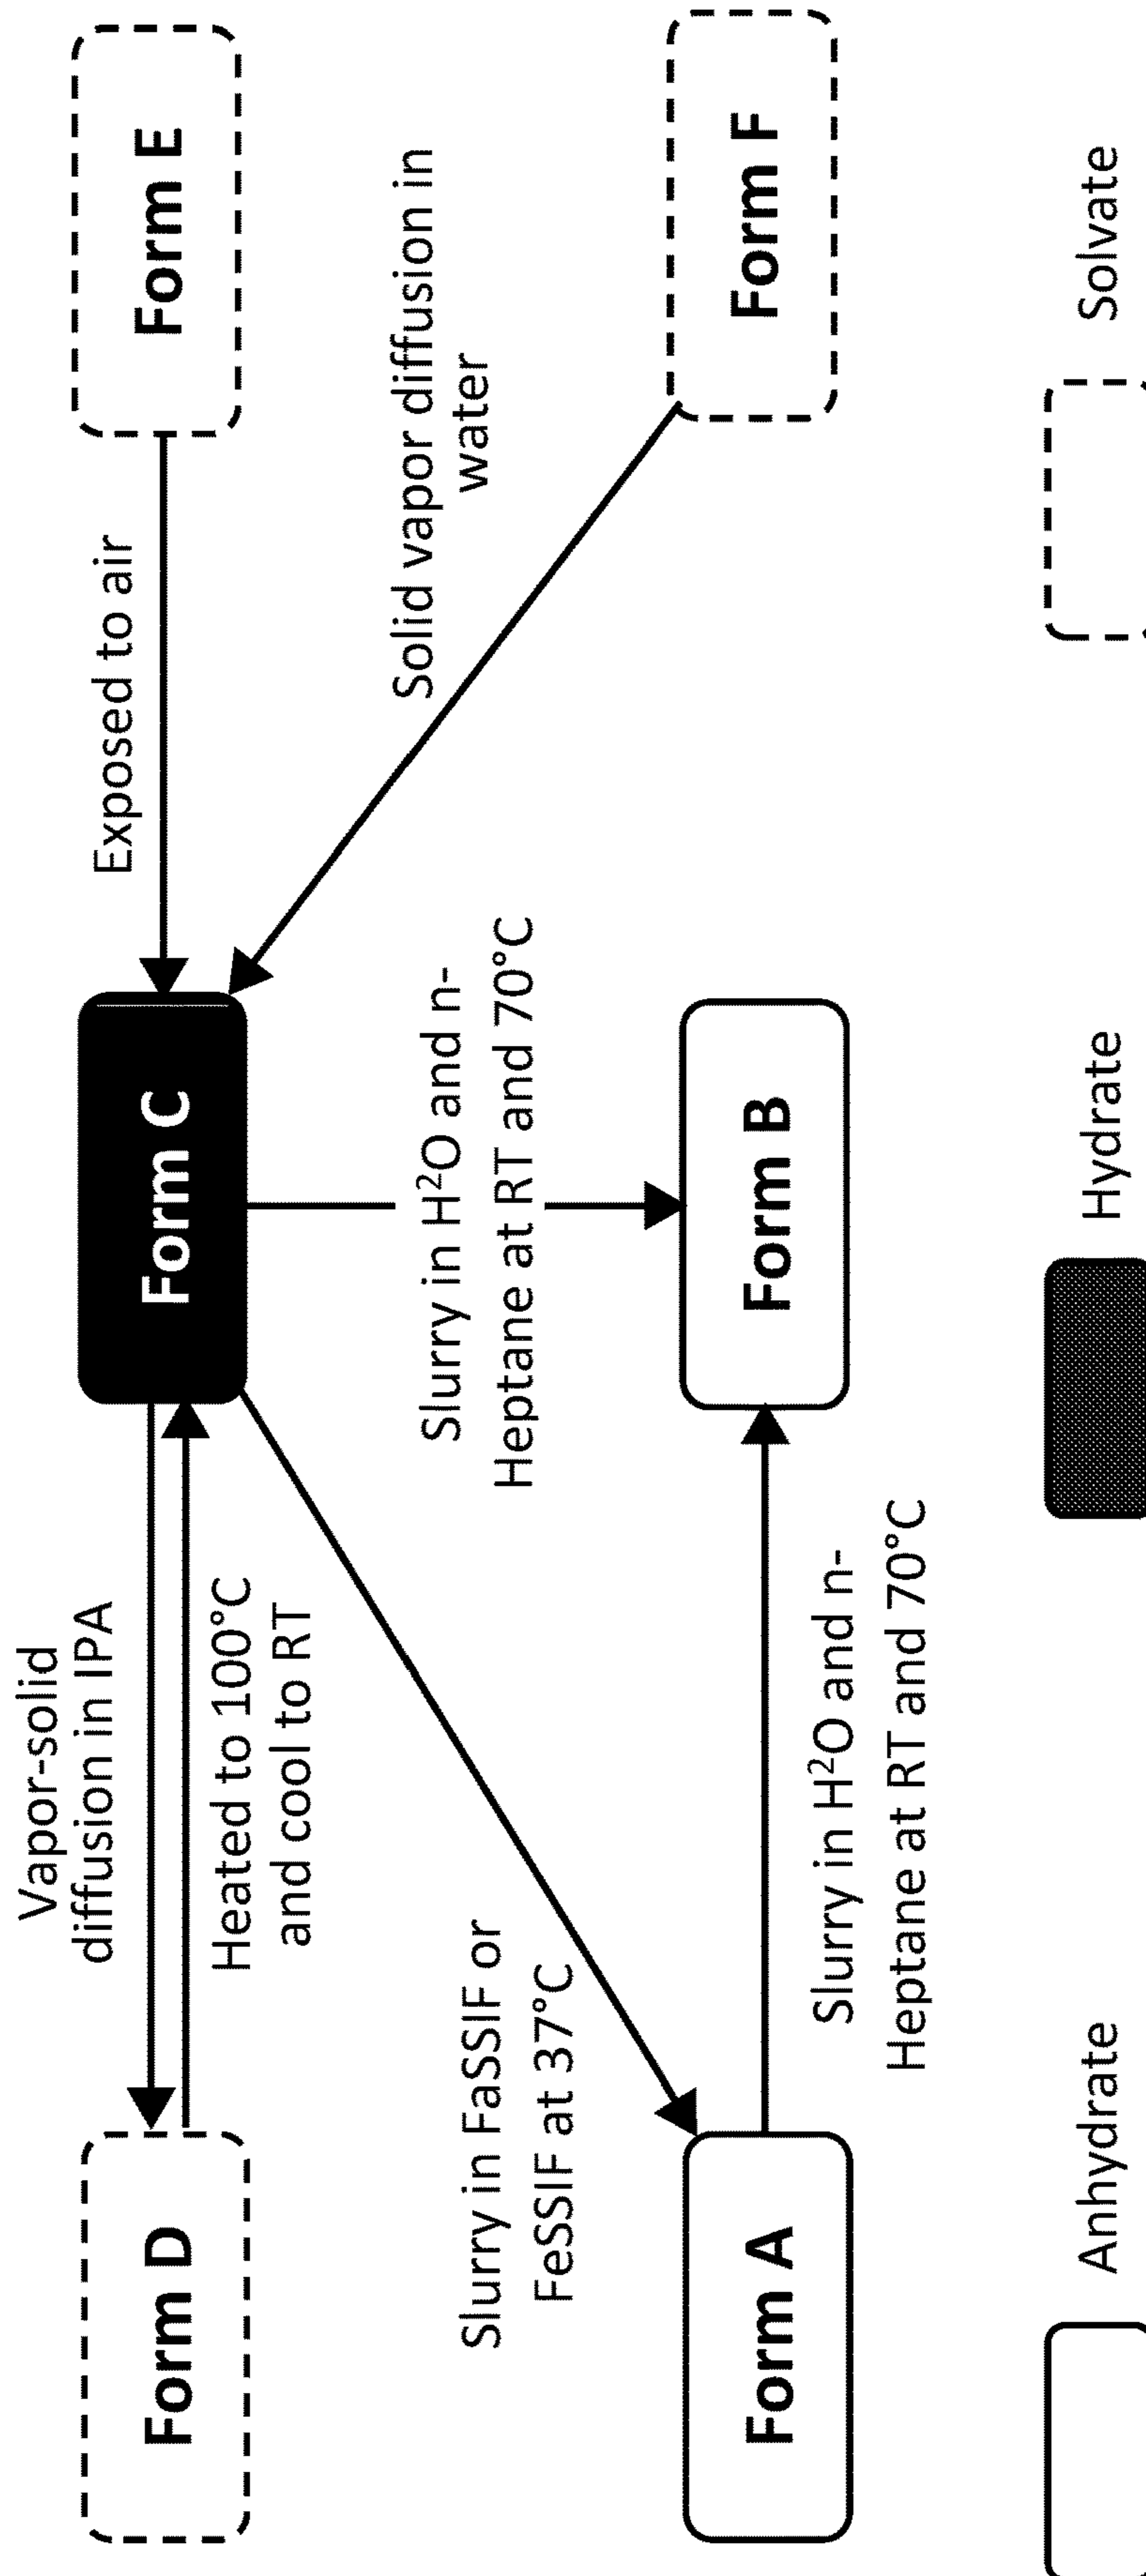 Vapor-solid
diffusion in IPA
Exposed to air
Form D
Form C
Form E
Heated to 100°C
and cool to RT
Slurry in FaSSIF or
FeSSIF at 37°C
Slurry in H²O and n-
Heptane at RT and 70°C
Solid vapor diffusion in
water
Form A
Form B
Form F
Slurry in H²O and n-
Heptane at RT and 70°C
Anhydrate
Hydrate
Solvate